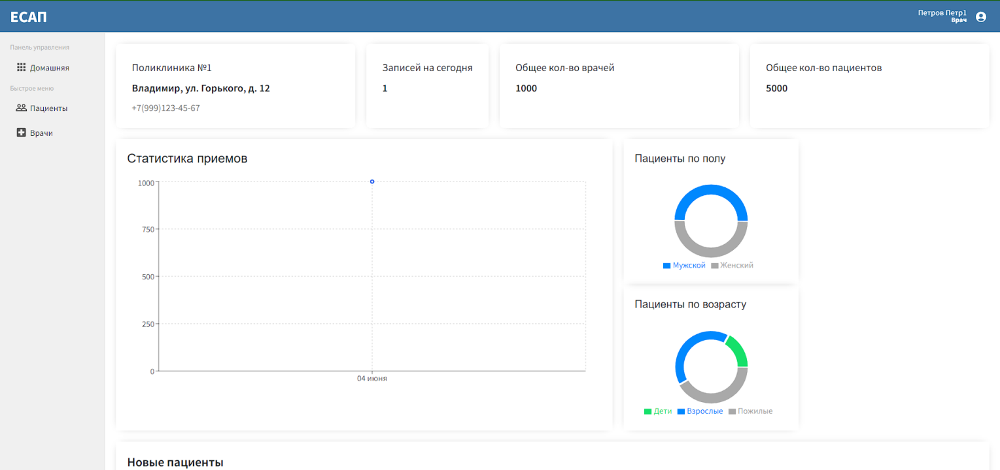 ЕСАП
Петров Петр1
Врач
Панель управления
Домашняя
Быстрое меню
Пациенты
Врачи
Поликлиника №1
Владимир, ул. Горького, д. 12
+7(999)123-45-67
Записей на сегодня
1
Общее кол-во врачей
1000
Общее кол-во пациентов
5000
Статистика приемов
1000
750
500
250
0
04 июня
Пациенты по полу
Мужской Женский
Пациенты по возрасту
Дети Взрослые Пожилые
Новые пациенты